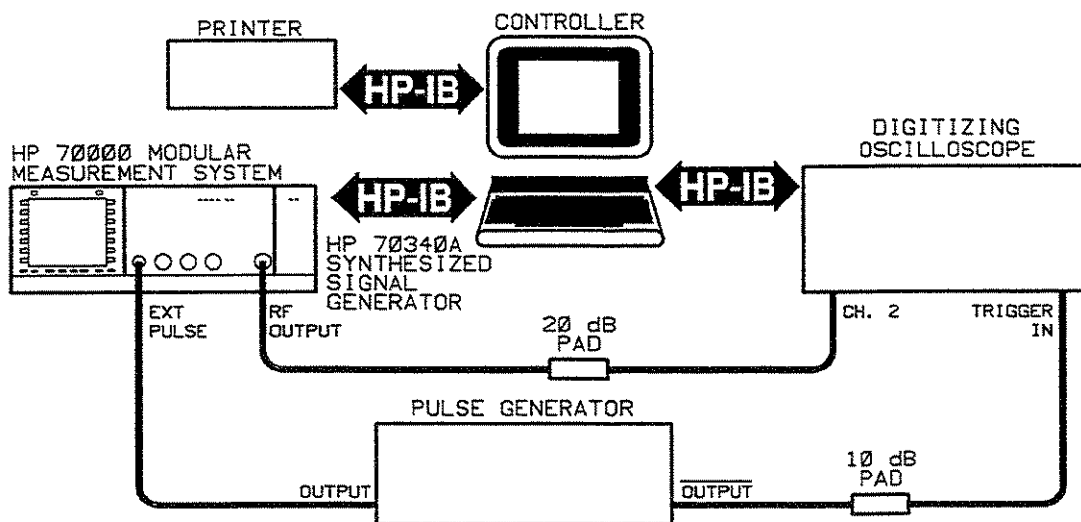 PRINTER
CONTROLLER
HP-IB
DIGITIZING
OSCILLOSCOPE
HP 70000 MODULAR
MEASUREMENT SYSTEM
HP-IB
HP-IB
HP 70340A
SYNTHESIZED
SIGNAL
GENERATOR
EXT
PULSE
RF
OUTPUT
20 dB
PAD
CH. 2
TRIGGER
IN
PULSE GENERATOR
OUTPUT
OUTPUT
10 dB
PAD